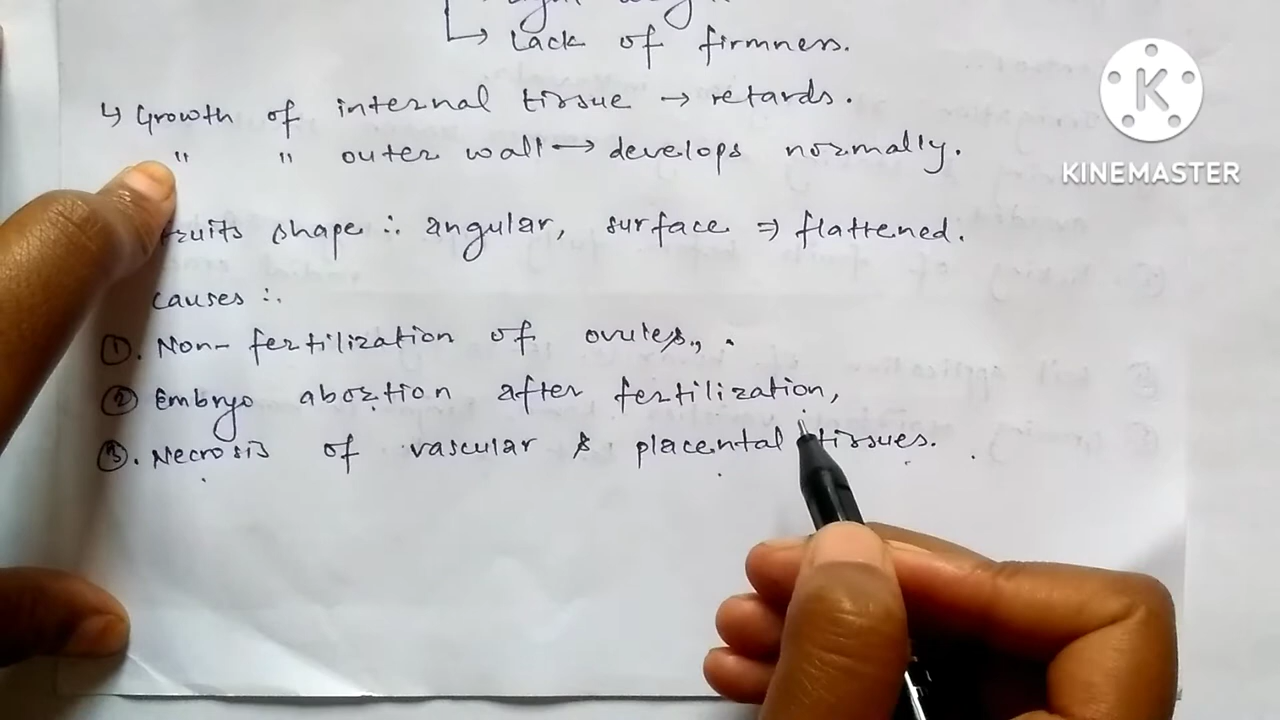 ↳ Lack of firmness.
↳ Growth of internal tissue → retards.
" " outer wall → develops normally.
fruits shape :. angular, surface ⇒ flattened.
causes :.
①. Non-fertilization of ovules,.
② Embryo abortion after fertilization,
③. Necrosis of vascular & placental tissues.
K
KINEMASTER